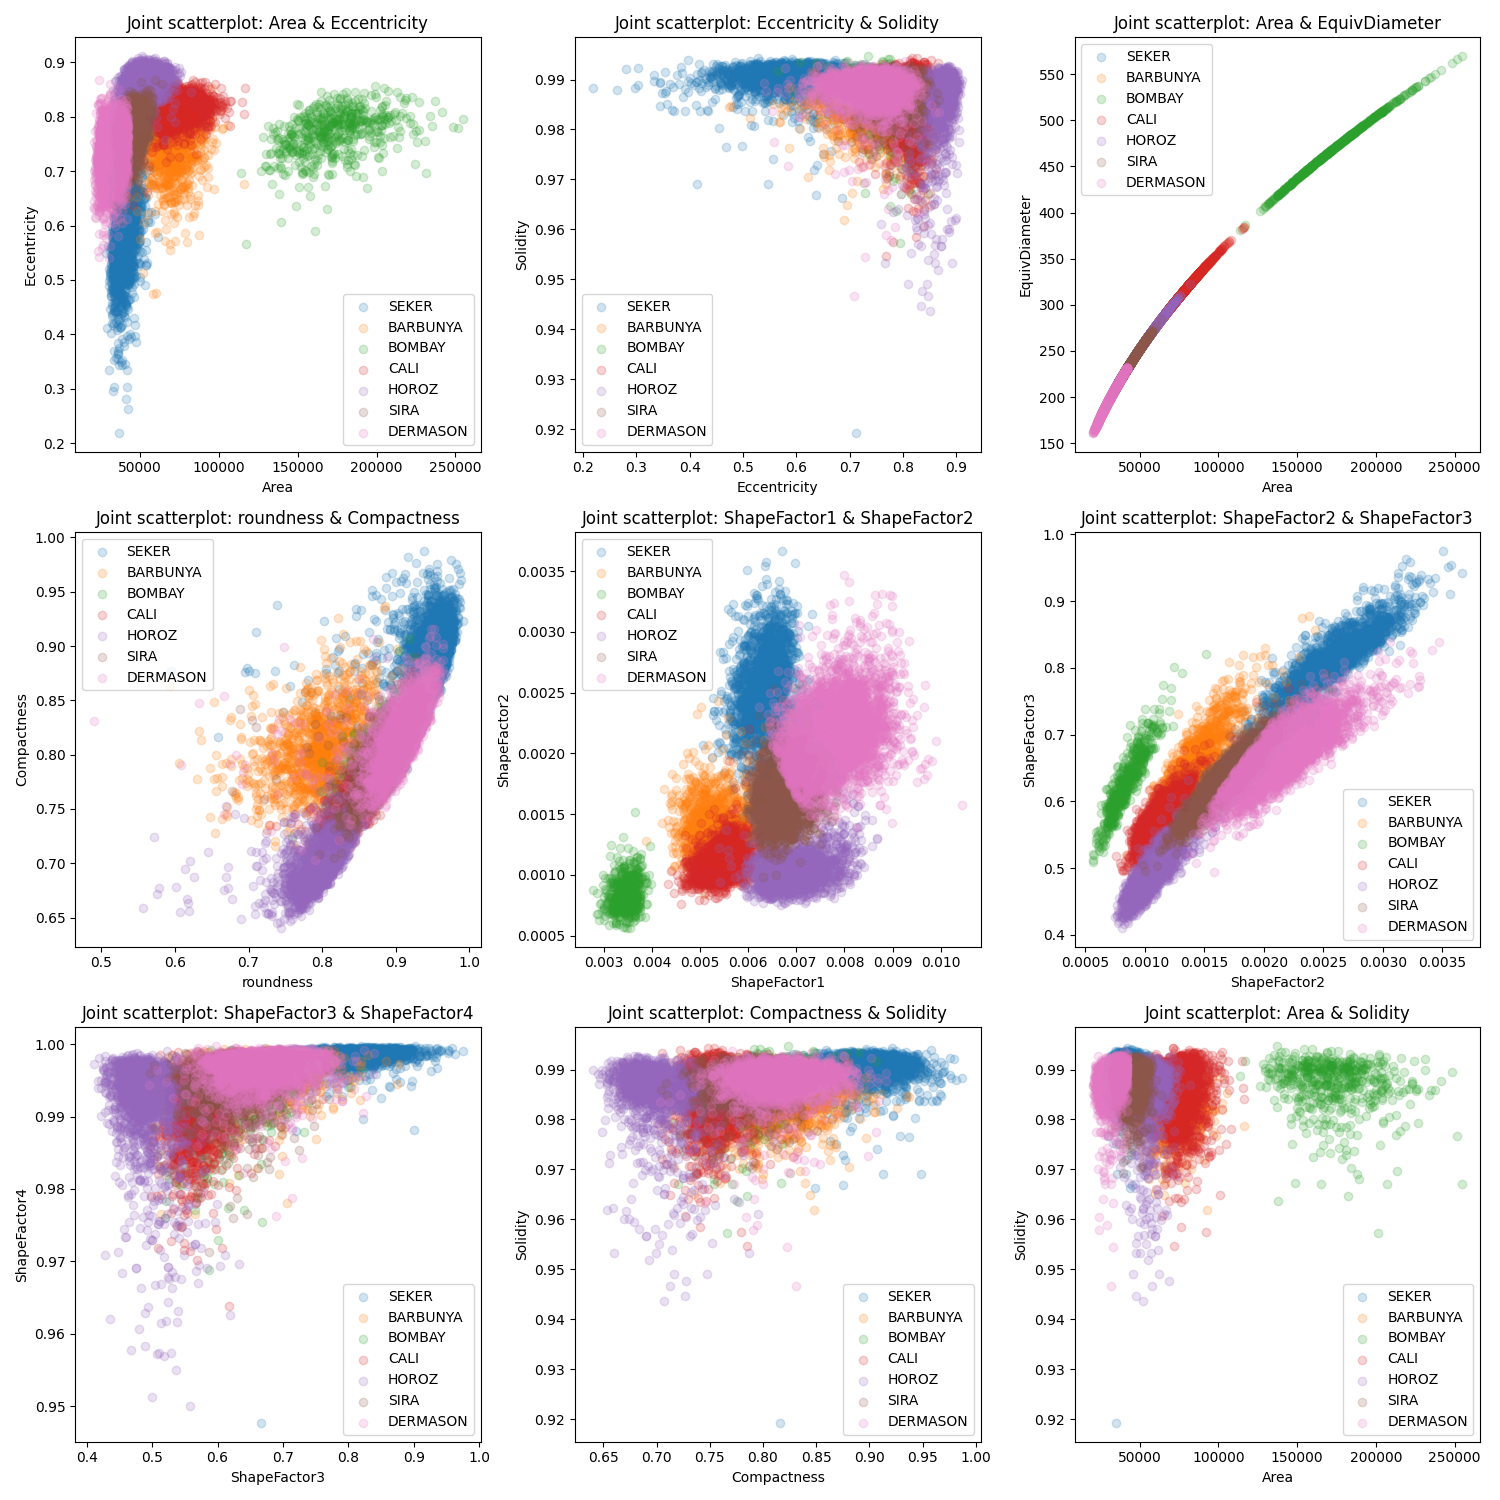 Joint scatterplot: Area & Eccentricity
0.9
0.8
0.7
0.6
0.5
0.4
0.3
0.2
Eccentricity
SEKER
BARBUNYA
BOMBAY
CALI
HOROZ
SIRA
DERMASON
50000 100000 150000 200000 250000
Area
Joint scatterplot: Eccentricity & Solidity
0.99
0.98
0.97
0.96
0.95
0.94
0.93
0.92
Solidity
SEKER
BARBUNYA
BOMBAY
CALI
HOROZ
SIRA
DERMASON
0.2 0.3 0.4 0.5 0.6 0.7 0.8 0.9
Eccentricity
Joint scatterplot: Area & EquivDiameter
550
500
450
400
350
300
250
200
150
EquivDiameter
SEKER
BARBUNYA
BOMBAY
CALI
HOROZ
SIRA
DERMASON
50000 100000 150000 200000 250000
Area
Joint scatterplot: roundness & Compactness
1.00
0.95
0.90
0.85
0.80
0.75
0.70
0.65
Compactness
SEKER
BARBUNYA
BOMBAY
CALI
HOROZ
SIRA
DERMASON
0.5 0.6 0.7 0.8 0.9 1.0
roundness
Joint scatterplot: ShapeFactor1 & ShapeFactor2
0.0035
0.0030
0.0025
0.0020
0.0015
0.0010
0.0005
ShapeFactor2
SEKER
BARBUNYA
BOMBAY
CALI
HOROZ
SIRA
DERMASON
0.003 0.004 0.005 0.006 0.007 0.008 0.009 0.010
ShapeFactor1
Joint scatterplot: ShapeFactor2 & ShapeFactor3
1.0
0.9
0.8
0.7
0.6
0.5
0.4
ShapeFactor3
SEKER
BARBUNYA
BOMBAY
CALI
HOROZ
SIRA
DERMASON
0.0005 0.0010 0.0015 0.0020 0.0025 0.0030 0.0035
ShapeFactor2
Joint scatterplot: ShapeFactor3 & ShapeFactor4
1.00
0.99
0.98
0.97
0.96
0.95
ShapeFactor4
SEKER
BARBUNYA
BOMBAY
CALI
HOROZ
SIRA
DERMASON
0.4 0.5 0.6 0.7 0.8 0.9 1.0
ShapeFactor3
Joint scatterplot: Compactness & Solidity
0.99
0.98
0.97
0.96
0.95
0.94
0.93
0.92
Solidity
SEKER
BARBUNYA
BOMBAY
CALI
HOROZ
SIRA
DERMASON
0.65 0.70 0.75 0.80 0.85 0.90 0.95 1.00
Compactness
Joint scatterplot: Area & Solidity
0.99
0.98
0.97
0.96
0.95
0.94
0.93
0.92
Solidity
SEKER
BARBUNYA
BOMBAY
CALI
HOROZ
SIRA
DERMASON
50000 100000 150000 200000 250000
Area